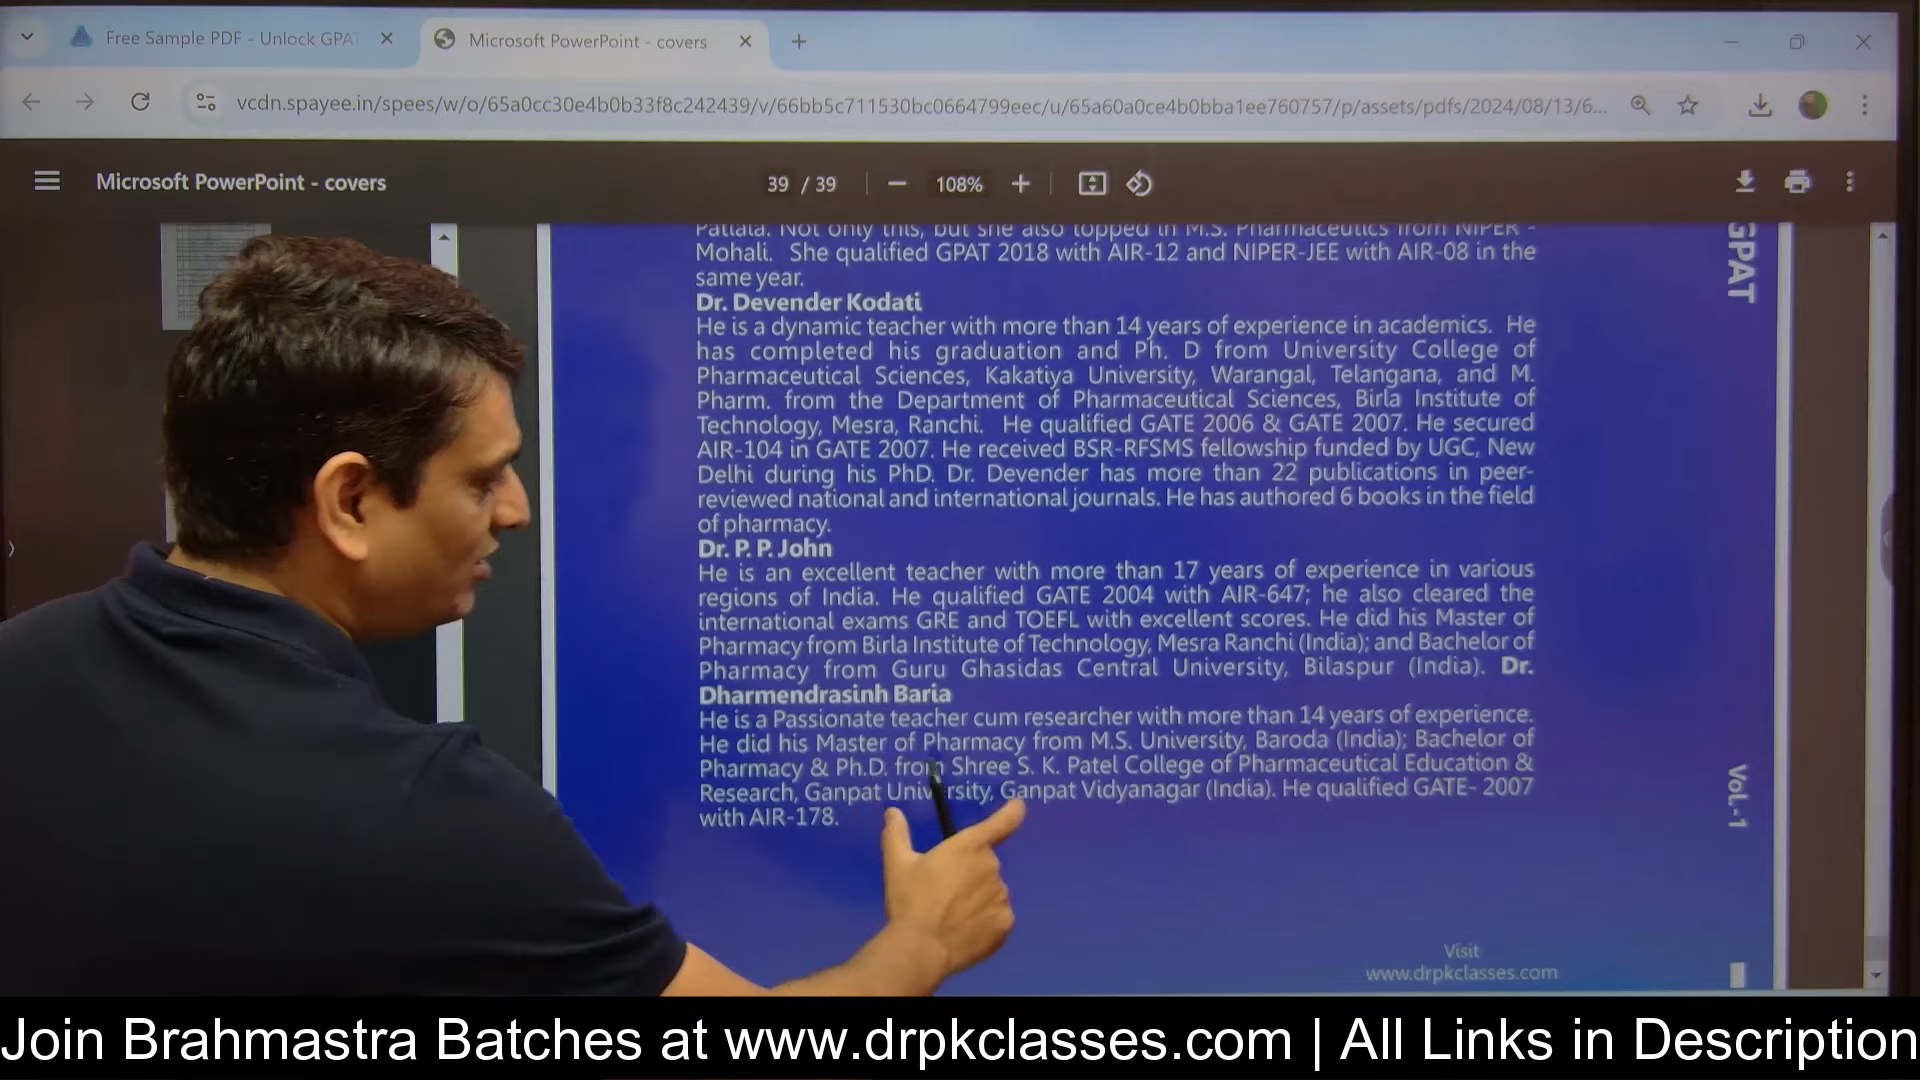 Free Sample PDF - Unlock GPAT
Microsoft PowerPoint - covers
vcdn.spayee.in/spees/w/o/65a0cc30e4b0b33f8c242439/v/66bb5c711530bc0664799eec/u/65a60a0ce4b0bba1ee760757/p/assets/pdfs/2024/08/13/6...
Microsoft PowerPoint - covers
39 / 39
108%
Pallala. Not only this, but she also topped in M.S. Pharmaceutics from NIPER -
Mohali. She qualified GPAT 2018 with AIR-12 and NIPER-JEE with AIR-08 in the
same year.
Dr. Devender Kodati
He is a dynamic teacher with more than 14 years of experience in academics. He
has completed his graduation and Ph. D from University College of
Pharmaceutical Sciences, Kakatiya University, Warangal, Telangana, and M.
Pharm. from the Department of Pharmaceutical Sciences, Birla Institute of
Technology, Mesra, Ranchi. He qualified GATE 2006 & GATE 2007. He secured
AIR-104 in GATE 2007. He received BSR-RFSMS fellowship funded by UGC, New
Delhi during his PhD. Dr. Devender has more than 22 publications in peer-
reviewed national and international journals. He has authored 6 books in the field
of pharmacy.
Dr. P. P. John
He is an excellent teacher with more than 17 years of experience in various
regions of India. He qualified GATE 2004 with AIR-647; he also cleared the
international exams GRE and TOEFL with excellent scores. He did his Master of
Pharmacy from Birla Institute of Technology, Mesra Ranchi (India); and Bachelor of
Pharmacy from Guru Ghasidas Central University, Bilaspur (India). Dr.
Dharmendrasinh Baria
He is a Passionate teacher cum researcher with more than 14 years of experience.
He did his Master of Pharmacy from M.S. University, Baroda (India); Bachelor of
Pharmacy & Ph.D. from Shree S. K. Patel College of Pharmaceutical Education &
Research, Ganpat University, Ganpat Vidyanagar (India). He qualified GATE- 2007
with AIR-178.
GPAT
Vol.-1
Visit
www.drpkclasses.com
Join Brahmastra Batches at www.drpkclasses.com | All Links in Description